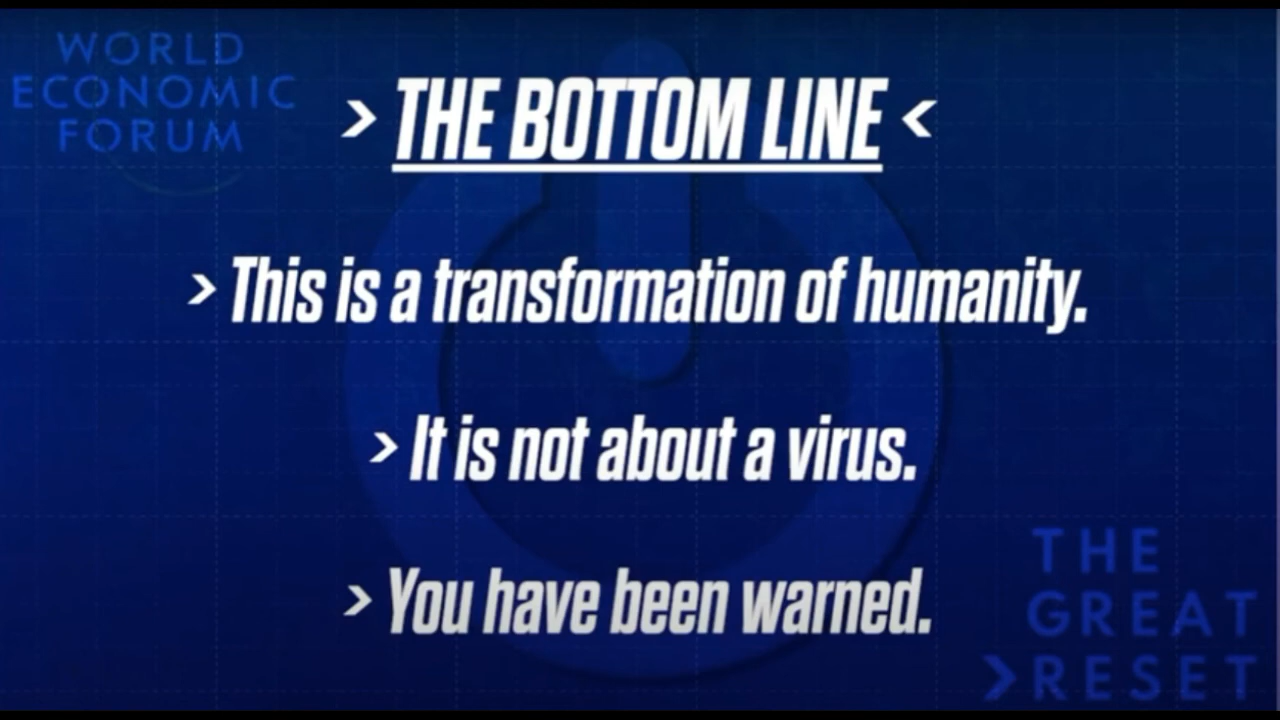 WORLD
ECONOMIC
FORUM
> THE BOTTOM LINE <
> This is a transformation of humanity.
> It is not about a virus.
> You have been warned.
THE
GREAT
>RESET